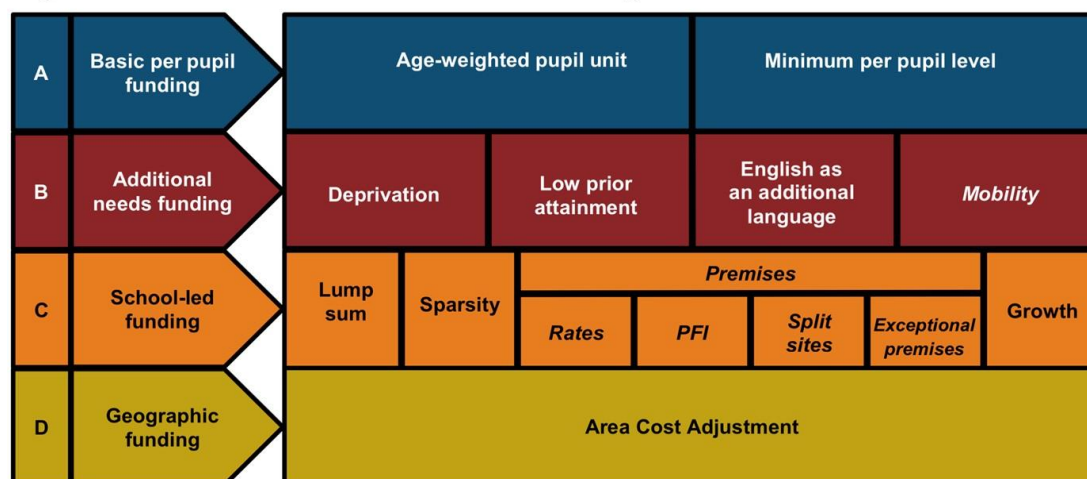 A
Basic per pupil
funding
Age-weighted pupil unit
Minimum per pupil level
B
Additional
needs funding
Deprivation
Low prior
attainment
English as
an additional
language
Mobility
C
School-led
funding
Lump
sum
Sparsity
Premises
Rates
PFI
Split
sites
Exceptional
premises
Growth
D
Geographic
funding
Area Cost Adjustment